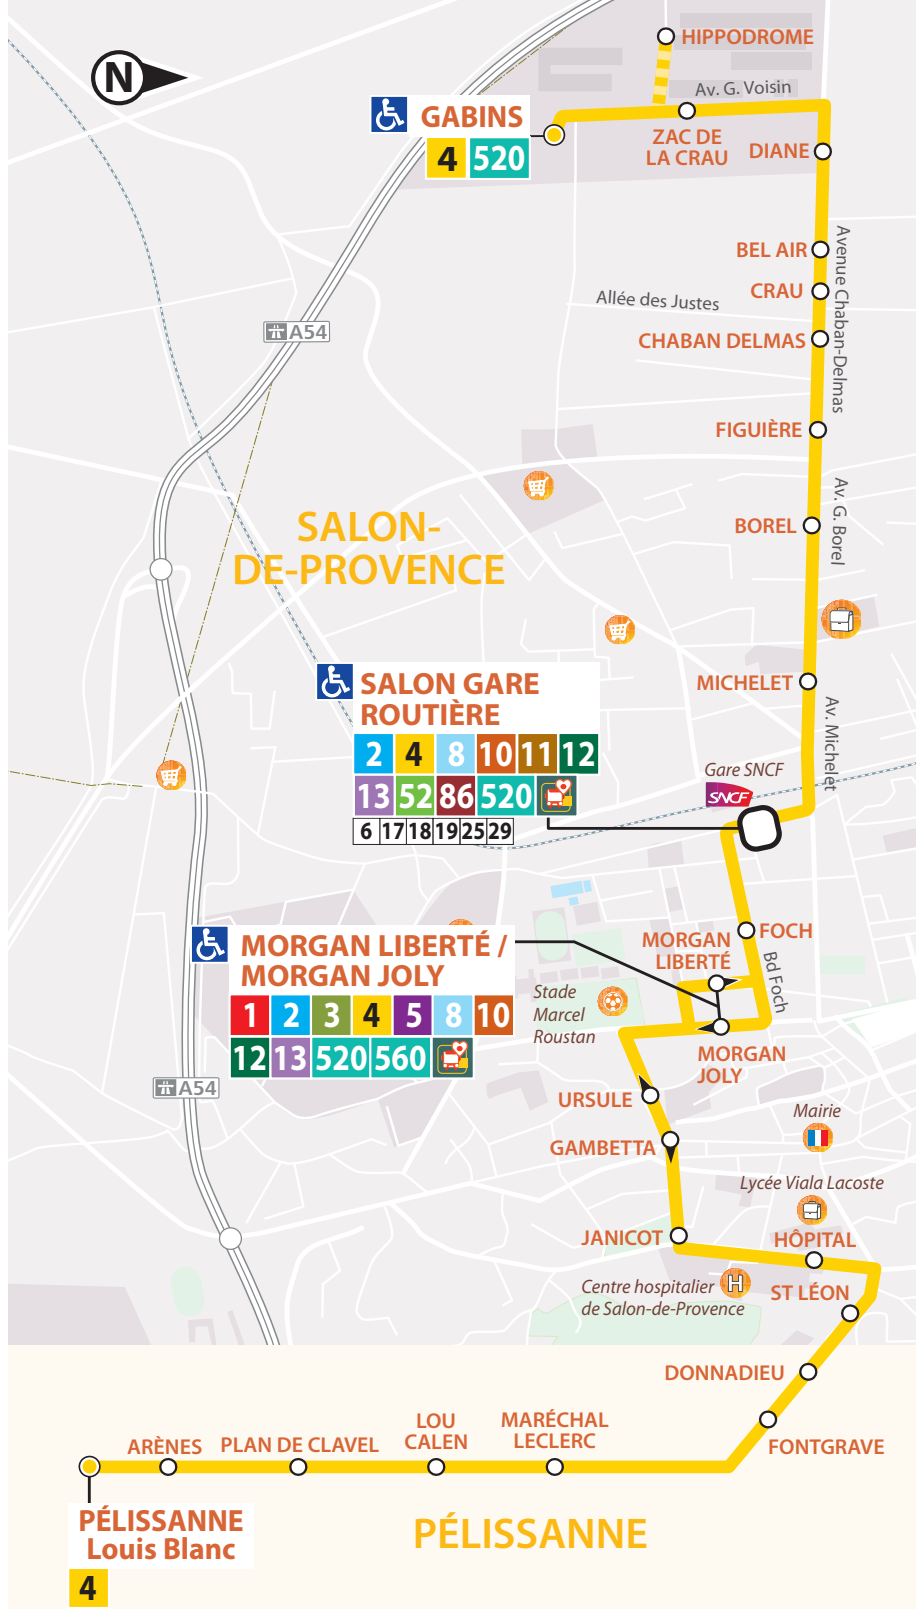 HIPPODROME
N
Av. G. Voisin
GABINS
4 520
ZAC DE
LA CRAU
DIANE
BEL AIR
Avenue Chaban-Delmas
CRAU
Allée des Justes
A54
CHABAN DELMAS
FIGUIÈRE
Av. G. Borel
SALON-
DE-PROVENCE
BOREL
MICHELET
SALON GARE
ROUTIÈRE
2 4 8 10 11 12
13 52 86 520
6 17 18 19 25 29
Av. Michelet
Gare SNCF
SNCF
FOCH
MORGAN
LIBERTÉ
Bd Foch
MORGAN LIBERTÉ /
MORGAN JOLY
1 2 3 4 5 8 10
12 13 520 560
Stade
Marcel
Roustan
MORGAN
JOLY
A54
URSULE
Mairie
GAMBETTA
Lycée Viala Lacoste
JANICOT
HÔPITAL
Centre hospitalier
de Salon-de-Provence
H
ST LÉON
DONNADIEU
FONTGRAVE
MARÉCHAL
LECLERC
LOU
CALEN
PLAN DE CLAVEL
ARÈNES
PÉLISSANNE
Louis Blanc
4
PÉLISSANNE